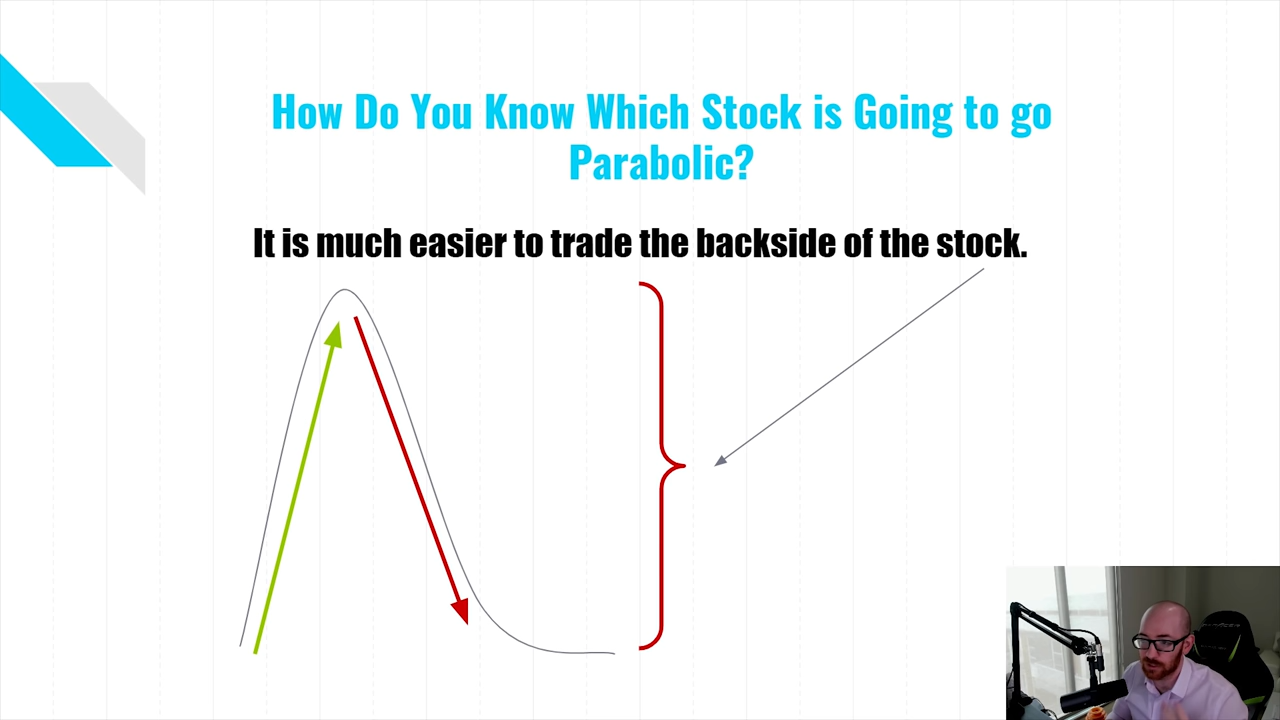 How Do You Know Which Stock is Going to go
Parabolic?
It is much easier to trade the backside of the stock.